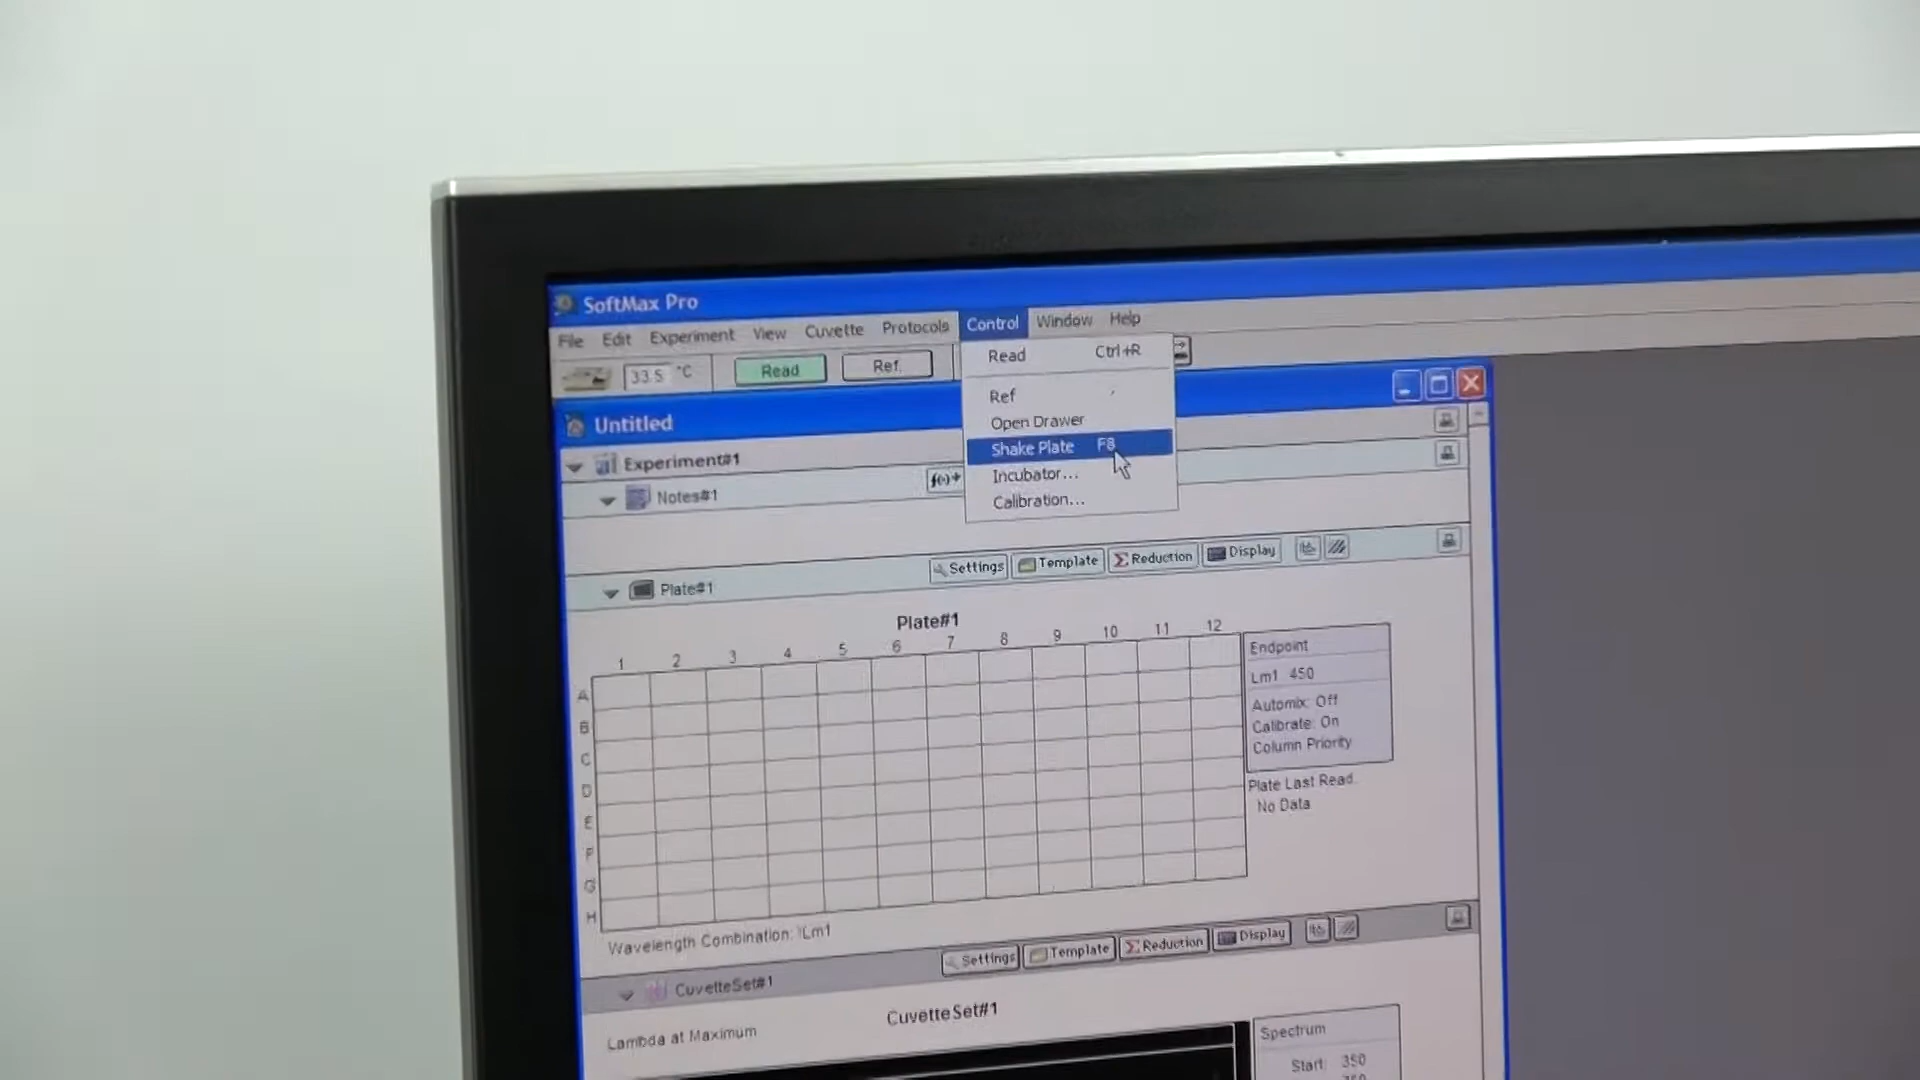 SoftMax Pro
File Edit Experiment View Cuvette Protocols Control Window Help
33.5 °C Read Ref.
Read Ctrl+R
Ref
Open Drawer
Shake Plate F8
Incubator...
Calibration...
Untitled
Experiment#1
Notes#1
Plate#1 Settings Template Reduction Display
Plate#1
1 2 3 4 5 6 7 8 9 10 11 12
A
B
C
D
E
F
G
H
Endpoint
Lm1 450
Automix: Off
Calibrate: On
Column Priority
Plate Last Read
No Data
Wavelength Combination: !Lm1
CuvetteSet#1 Settings Template Reduction Display
CuvetteSet#1
Lambda at Maximum
Spectrum
Start: 350